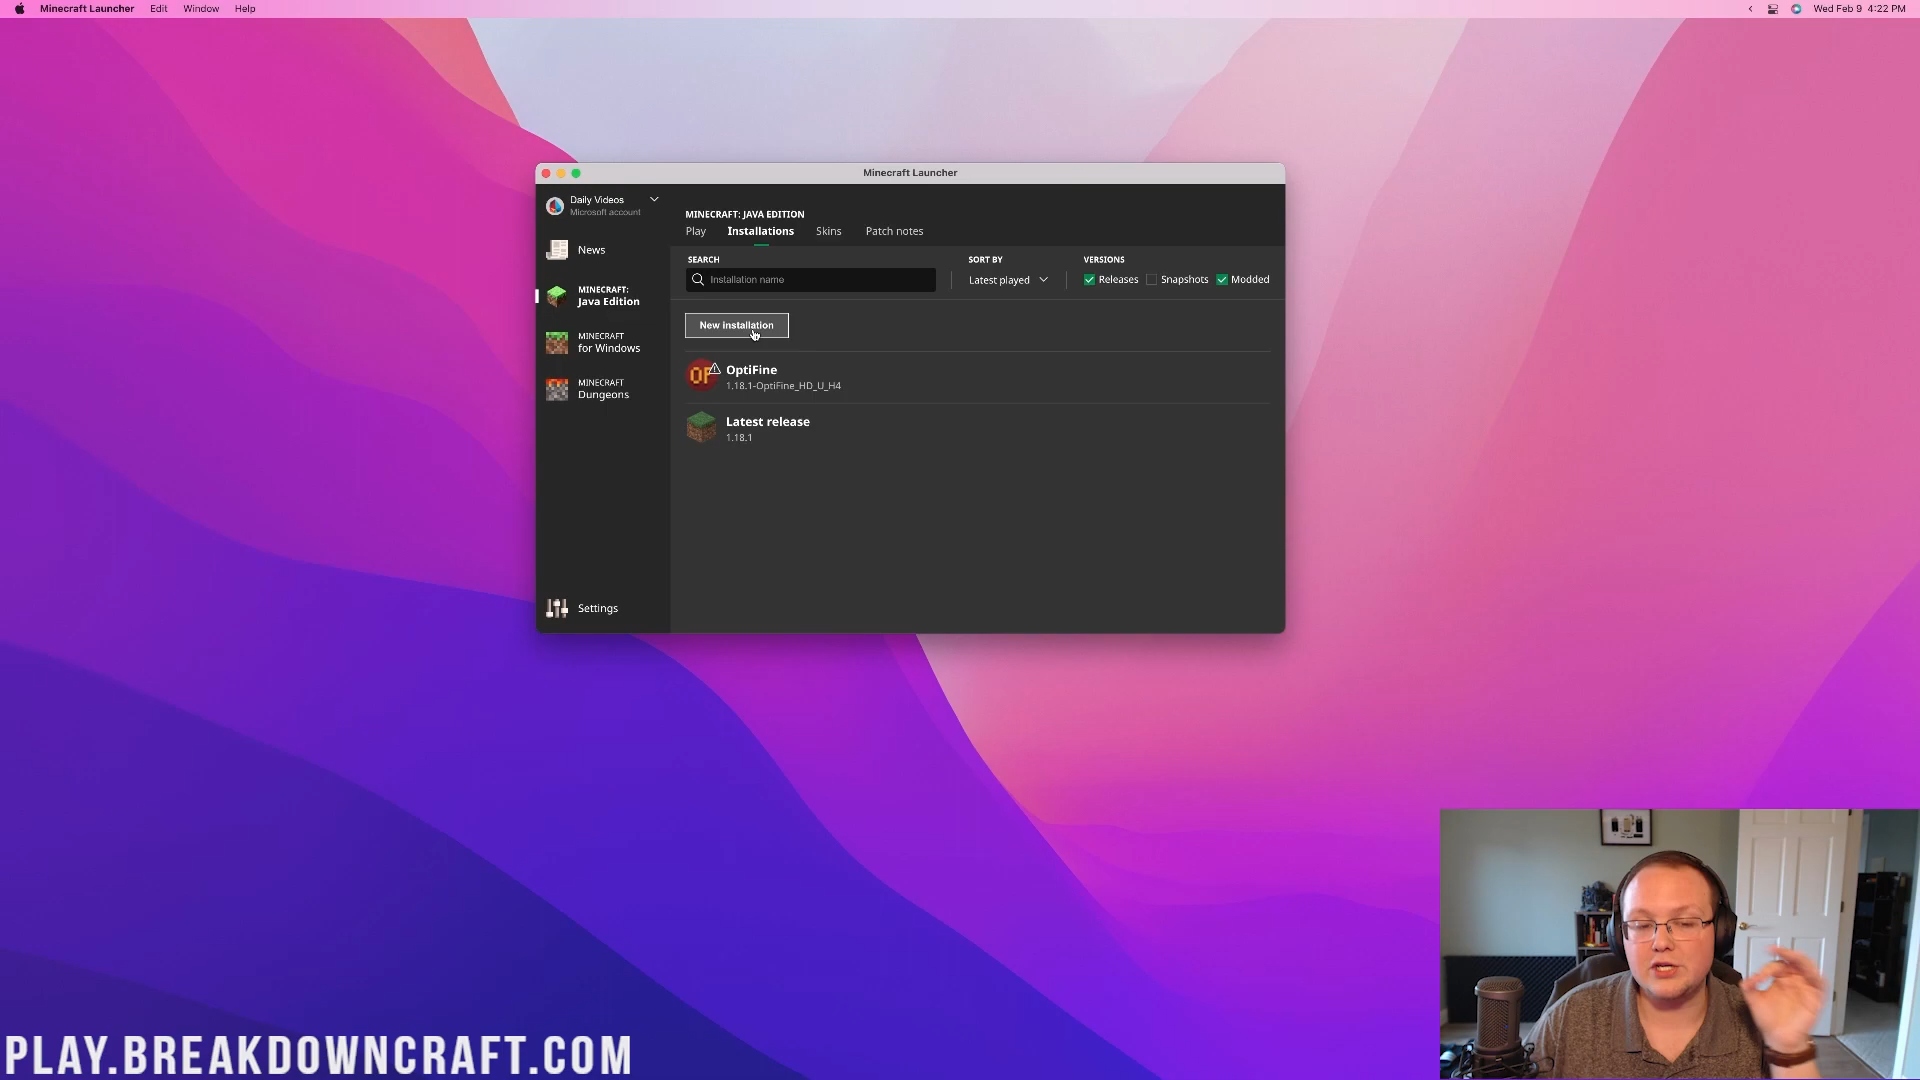 Minecraft Launcher Edit Window Help
Wed Feb 9 4:22 PM
Minecraft Launcher
Daily Videos
Microsoft account
News
MINECRAFT:
Java Edition
MINECRAFT
for Windows
MINECRAFT
Dungeons
Settings
MINECRAFT: JAVA EDITION
Play Installations Skins Patch notes
SEARCH
Installation name
SORT BY
Latest played
VERSIONS
Releases Snapshots Modded
New installation
OP
OptiFine
1.18.1-OptiFine_HD_U_H4
Latest release
1.18.1
PLAY.BREAKDOWNCRAFT.COM